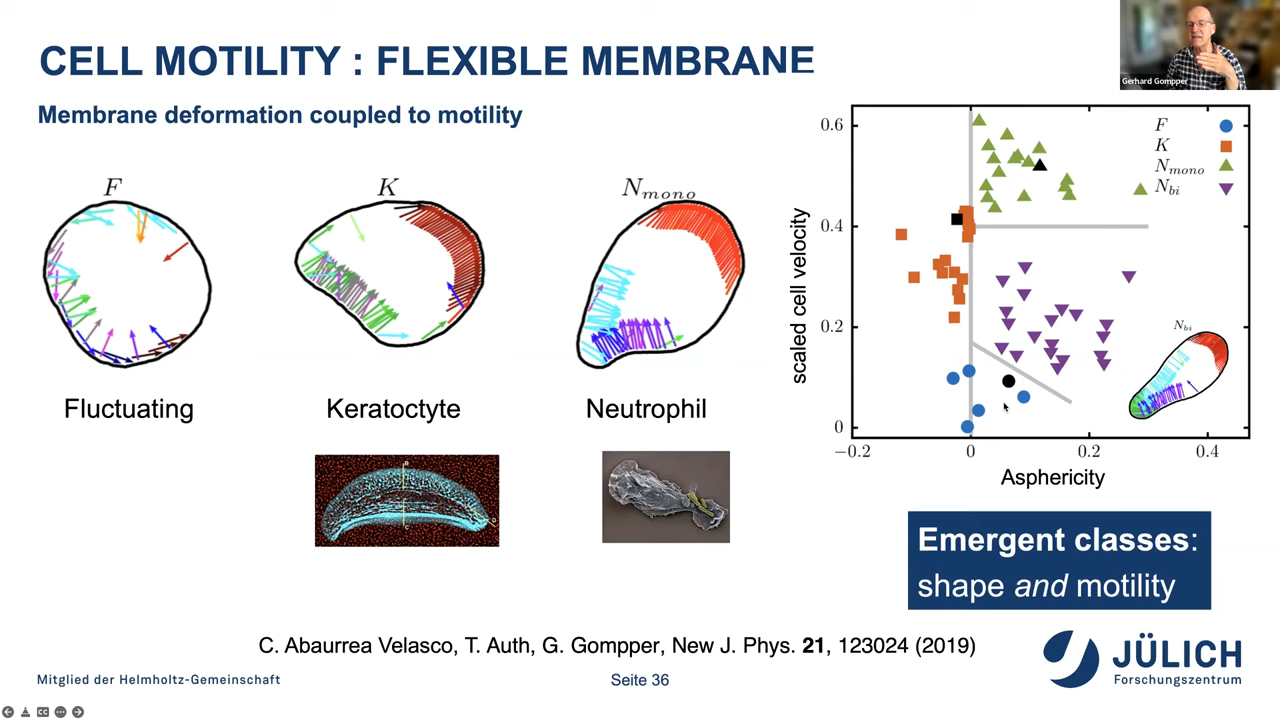 CELL MOTILITY : FLEXIBLE MEMBRANE
Gerhard Gompper
Membrane deformation coupled to motility
F
K
N_mono
Fluctuating
Keratoctyte
Neutrophil
0.6
0.4
0.2
0
scaled cell velocity
−0.2
0
0.2
0.4
Asphericity
F
K
N_mono
N_bi
N_bi
Emergent classes:
shape and motility
C. Abaurrea Velasco, T. Auth, G. Gompper, New J. Phys. 21, 123024 (2019)
Mitglied der Helmholtz-Gemeinschaft
Seite 36
JÜLICH
Forschungszentrum